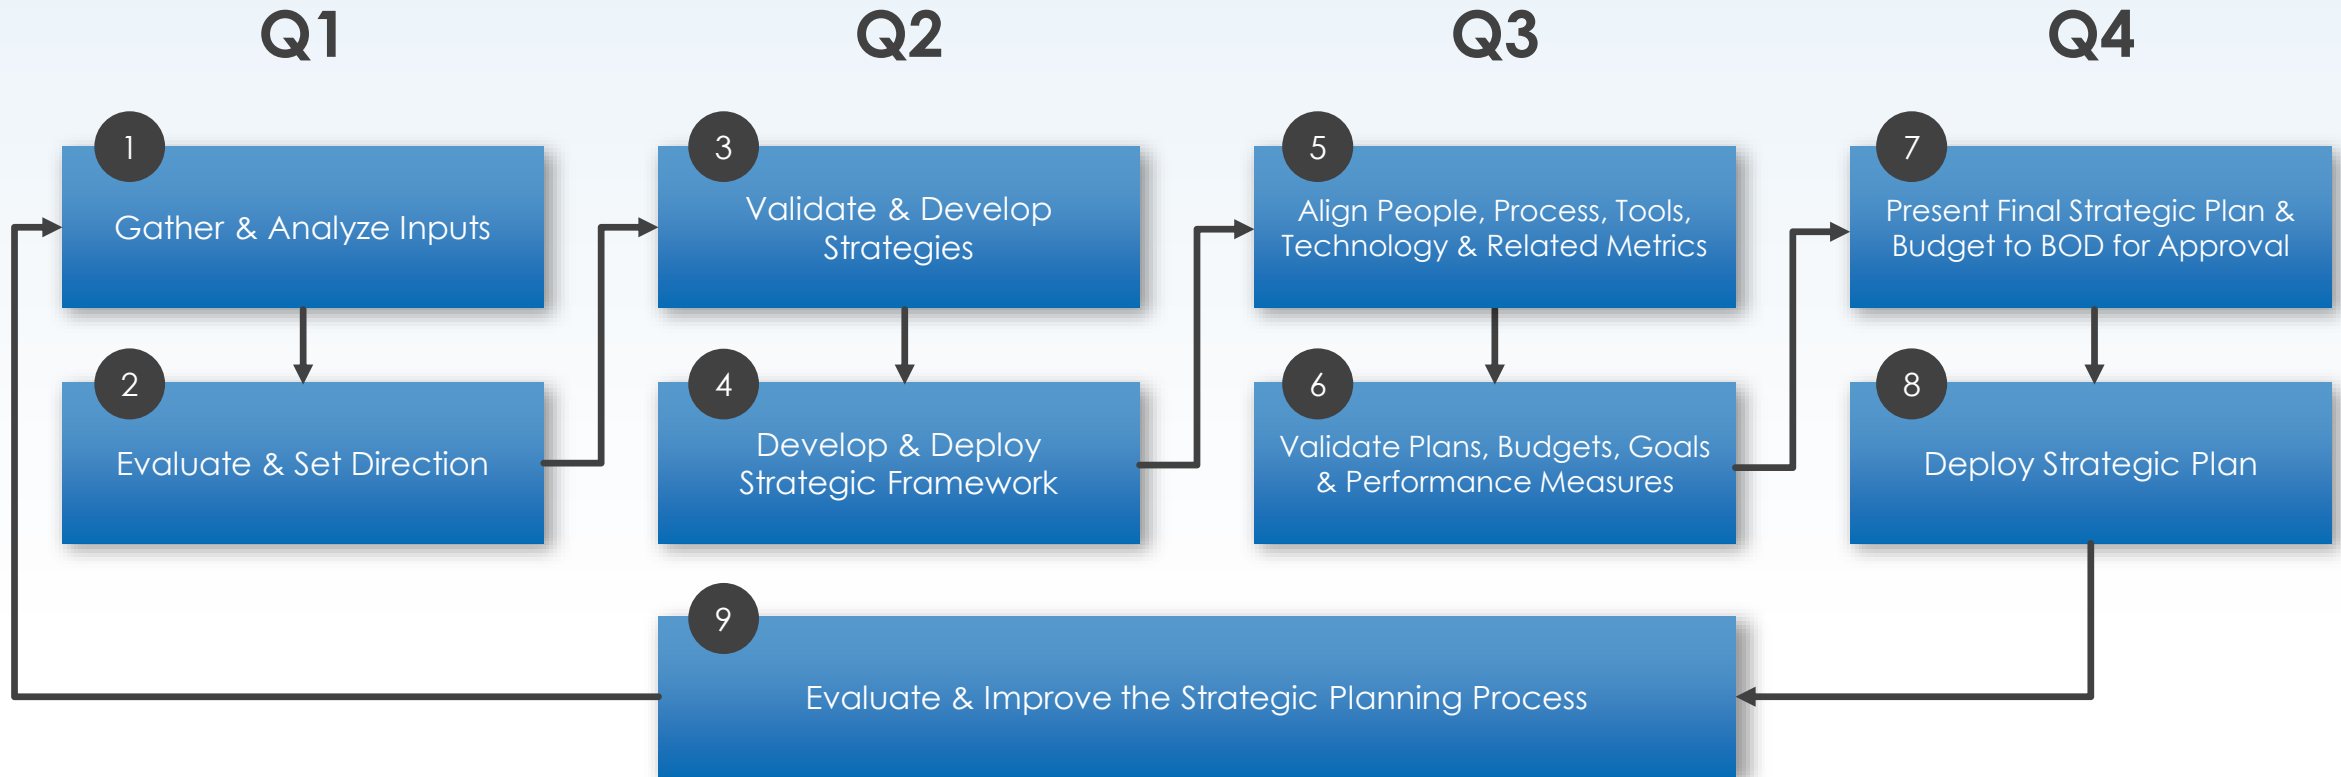 Q1
Q2
Q3
Q4
1
Gather & Analyze Inputs
2
Evaluate & Set Direction
3
Validate & Develop
Strategies
4
Develop & Deploy
Strategic Framework
5
Align People, Process, Tools,
Technology & Related Metrics
6
Validate Plans, Budgets, Goals
& Performance Measures
7
Present Final Strategic Plan &
Budget to BOD for Approval
8
Deploy Strategic Plan
9
Evaluate & Improve the Strategic Planning Process